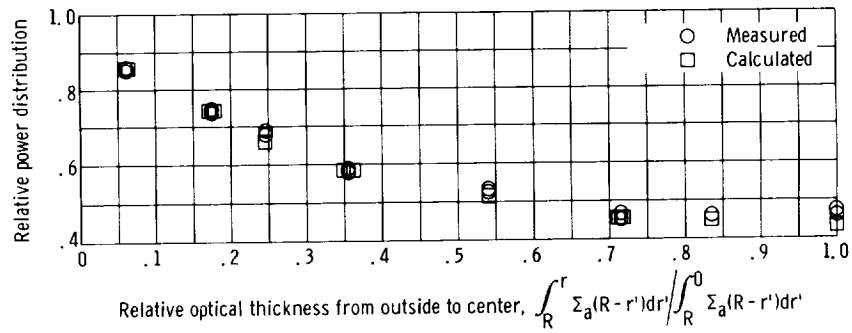 1.0
Measured
Calculated
.8
.6
.4
Relative power distribution
0 .1 .2 .3 .4 .5 .6 .7 .8 .9 1.0
Relative optical thickness from outside to center, ∫_R^r Σ_a(R - r')dr' / ∫_R^0 Σ_a(R - r')dr'